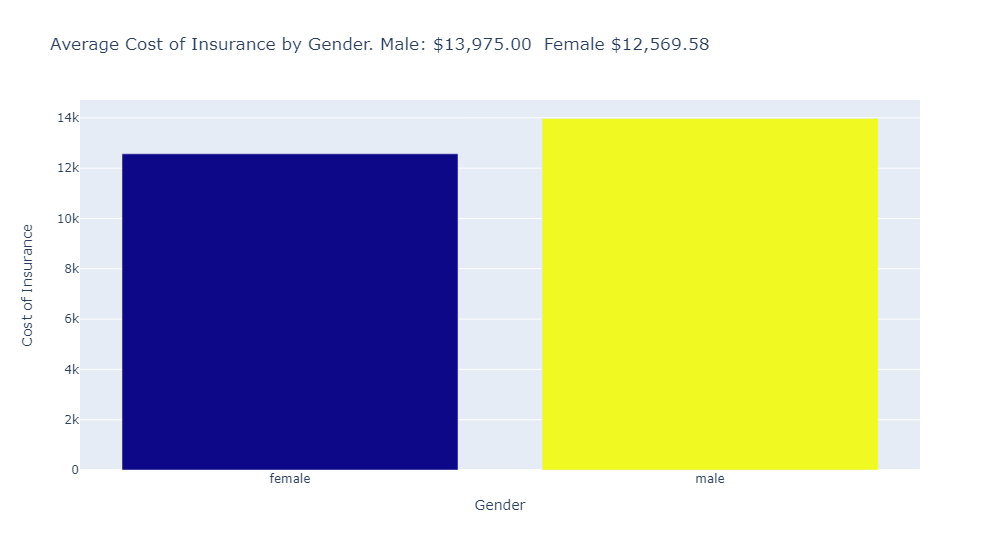 Average Cost of Insurance by Gender. Male: $13,975.00  Female $12,569.58
14k
12k
10k
8k
6k
4k
2k
0
Cost of Insurance
female
male
Gender